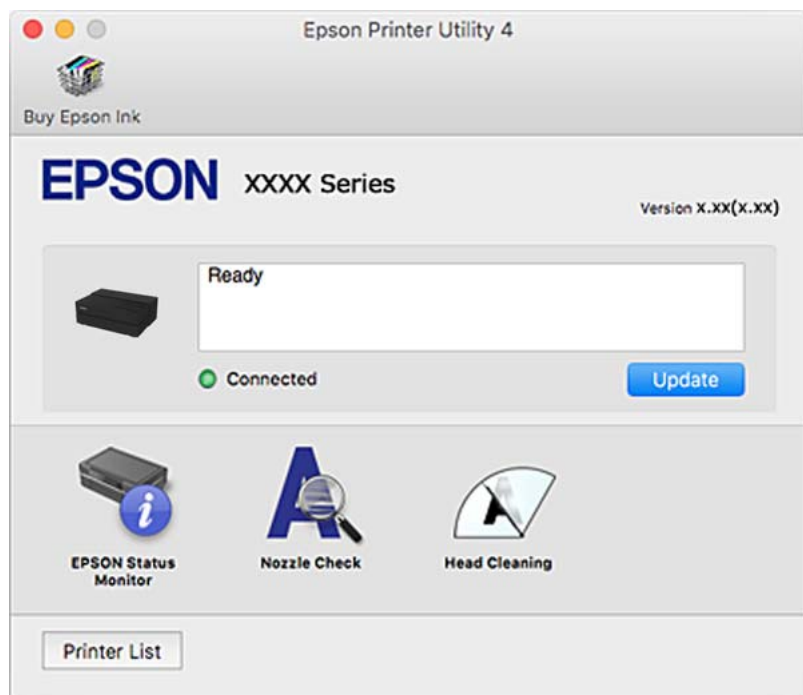 Epson Printer Utility 4
Buy Epson Ink
EPSON XXXX Series
Version X.XX(X.XX)
Ready
Connected
Update
EPSON Status
Monitor
Nozzle Check
Head Cleaning
Printer List